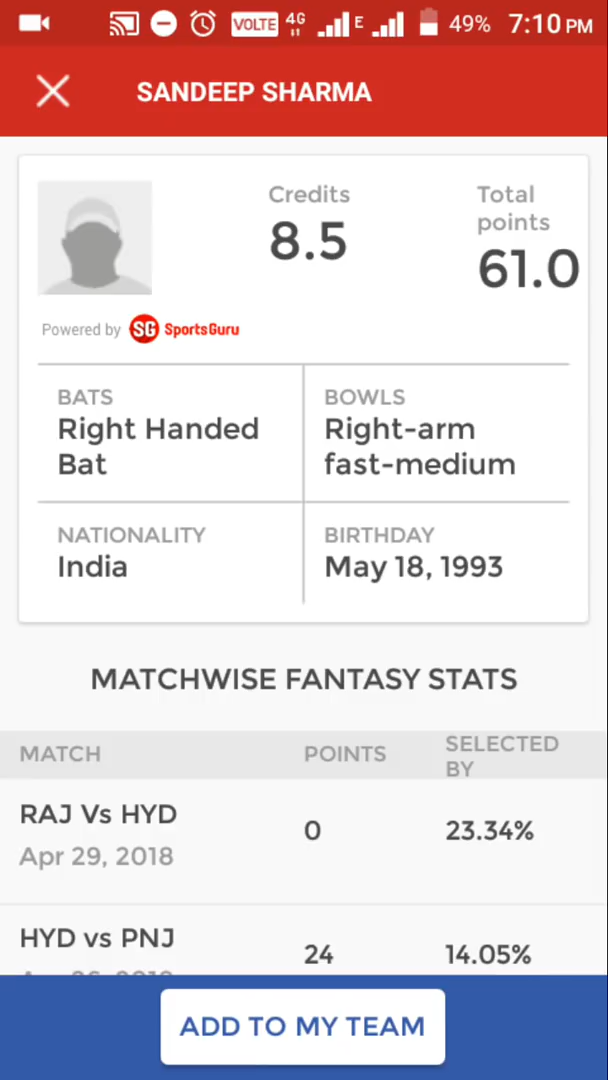 VOLTE 4G E 49% 7:10 PM
SANDEEP SHARMA
Credits
8.5
Total
points
61.0
Powered by SG SportsGuru
BATS
Right Handed
Bat
BOWLS
Right-arm
fast-medium
NATIONALITY
India
BIRTHDAY
May 18, 1993
MATCHWISE FANTASY STATS
MATCH POINTS SELECTED
BY
RAJ Vs HYD
0 23.34%
Apr 29, 2018
HYD vs PNJ
24 14.05%
ADD TO MY TEAM